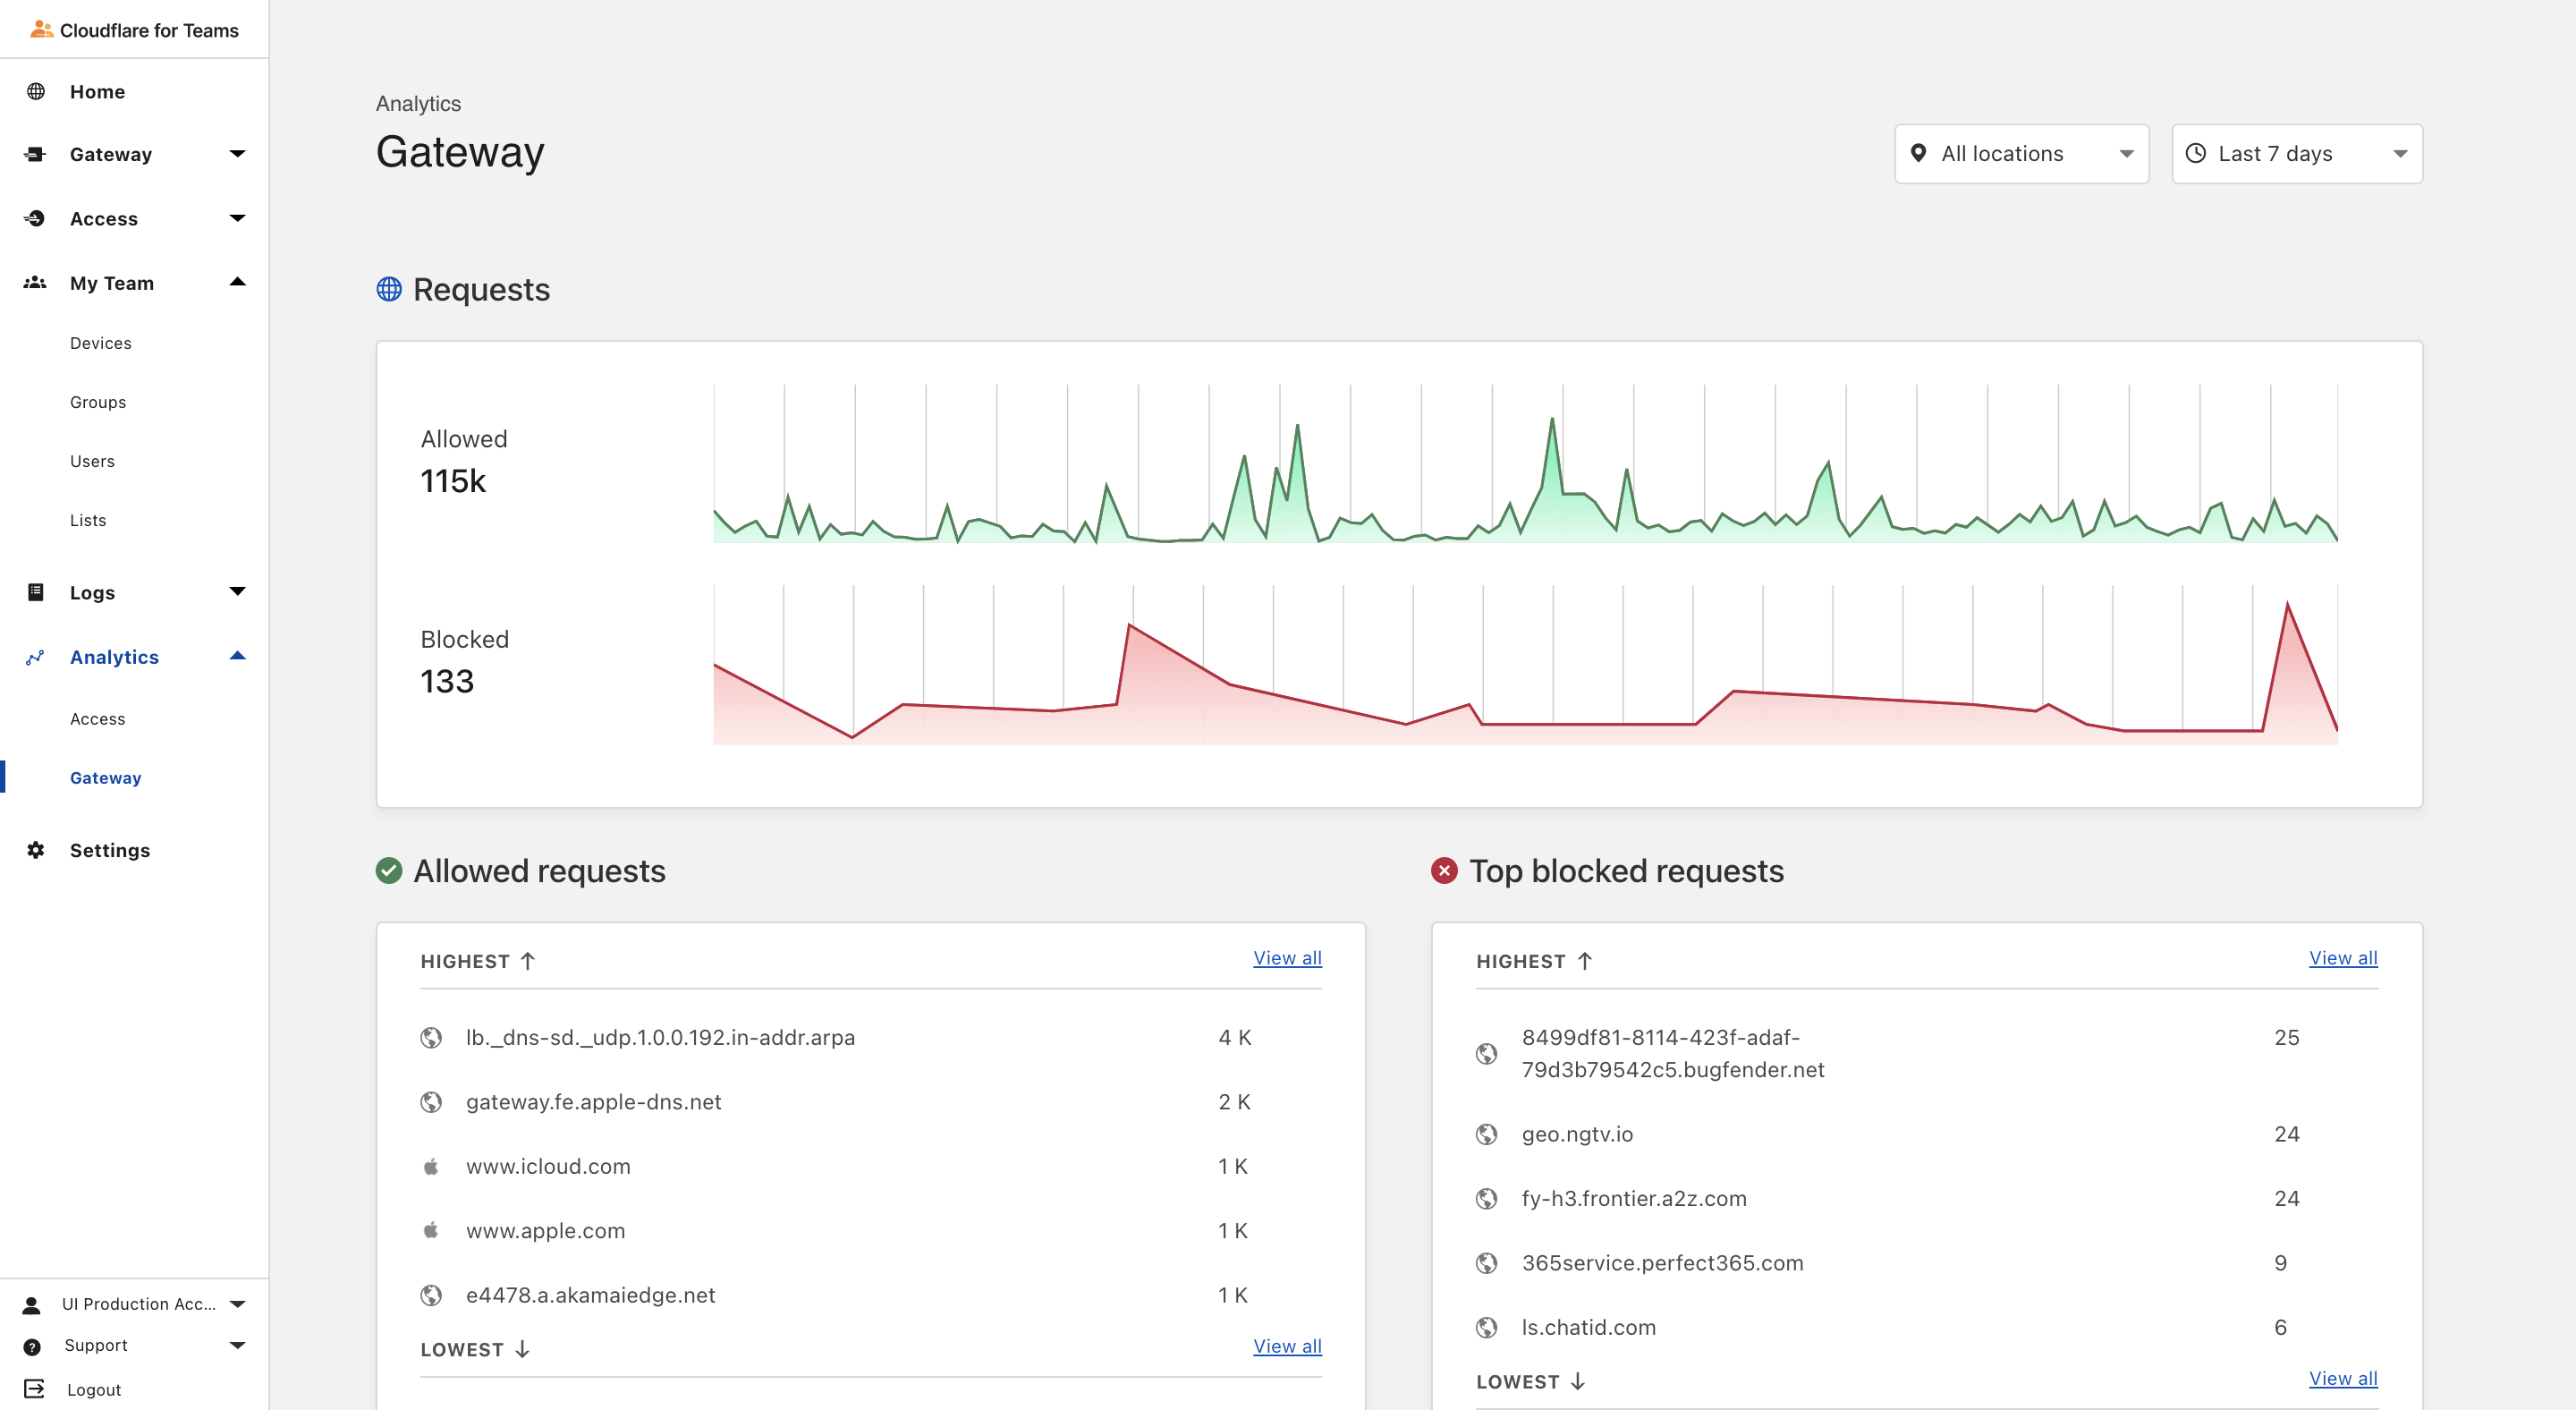 Cloudflare for Teams
Home
Gateway
Access
My Team
Devices
Groups
Users
Lists
Logs
Analytics
Access
Gateway
Settings
UI Production Acc...
Support
Logout
Analytics
Gateway
All locations
Last 7 days
Requests
Allowed
115k
Blocked
133
Allowed requests
HIGHEST ↑ View all
lb._dns-sd._udp.1.0.0.192.in-addr.arpa 4 K
gateway.fe.apple-dns.net 2 K
www.icloud.com 1 K
www.apple.com 1 K
e4478.a.akamaiedge.net 1 K
LOWEST ↓ View all
Top blocked requests
HIGHEST ↑ View all
8499df81-8114-423f-adaf- 25
79d3b79542c5.bugfender.net
geo.ngtv.io 24
fy-h3.frontier.a2z.com 24
365service.perfect365.com 9
ls.chatid.com 6
LOWEST ↓ View all